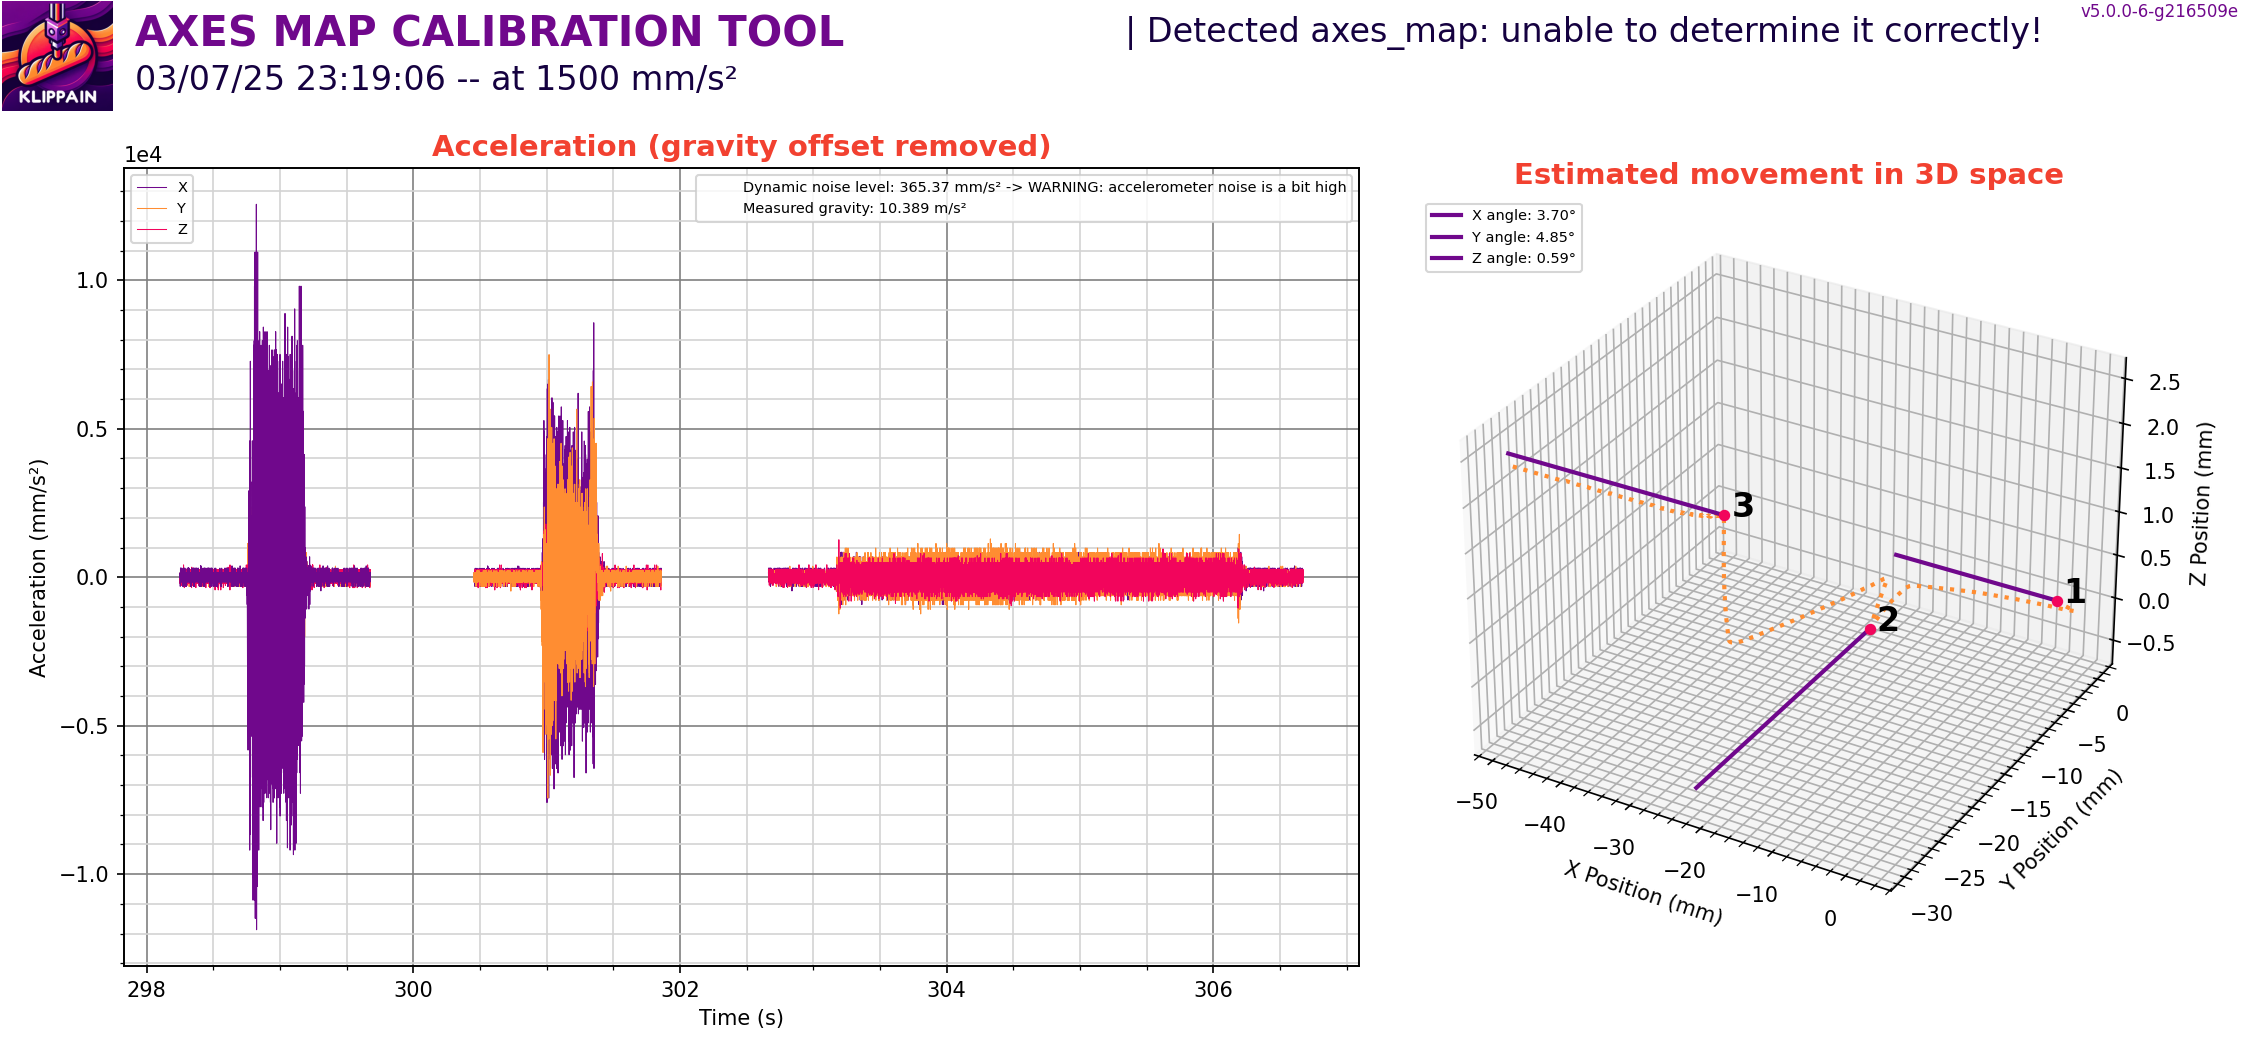 KLIPPAIN
AXES MAP CALIBRATION TOOL
03/07/25 23:19:06 -- at 1500 mm/s²
| Detected axes_map: unable to determine it correctly!
v5.0.0-6-g216509e
Acceleration (gravity offset removed)
1e4
X
Y
Z
Dynamic noise level: 365.37 mm/s² -> WARNING: accelerometer noise is a bit high
Measured gravity: 10.389 m/s²
Acceleration (mm/s²)
1.0
0.5
0.0
−0.5
−1.0
298
300
302
304
306
Time (s)
Estimated movement in 3D space
X angle: 3.70°
Y angle: 4.85°
Z angle: 0.59°
3
1
2
2.5
2.0
1.5
1.0
0.5
0.0
−0.5
Z Position (mm)
0
−5
−10
−15
−20
−25
−30
Y Position (mm)
−50
−40
−30
−20
−10
0
X Position (mm)